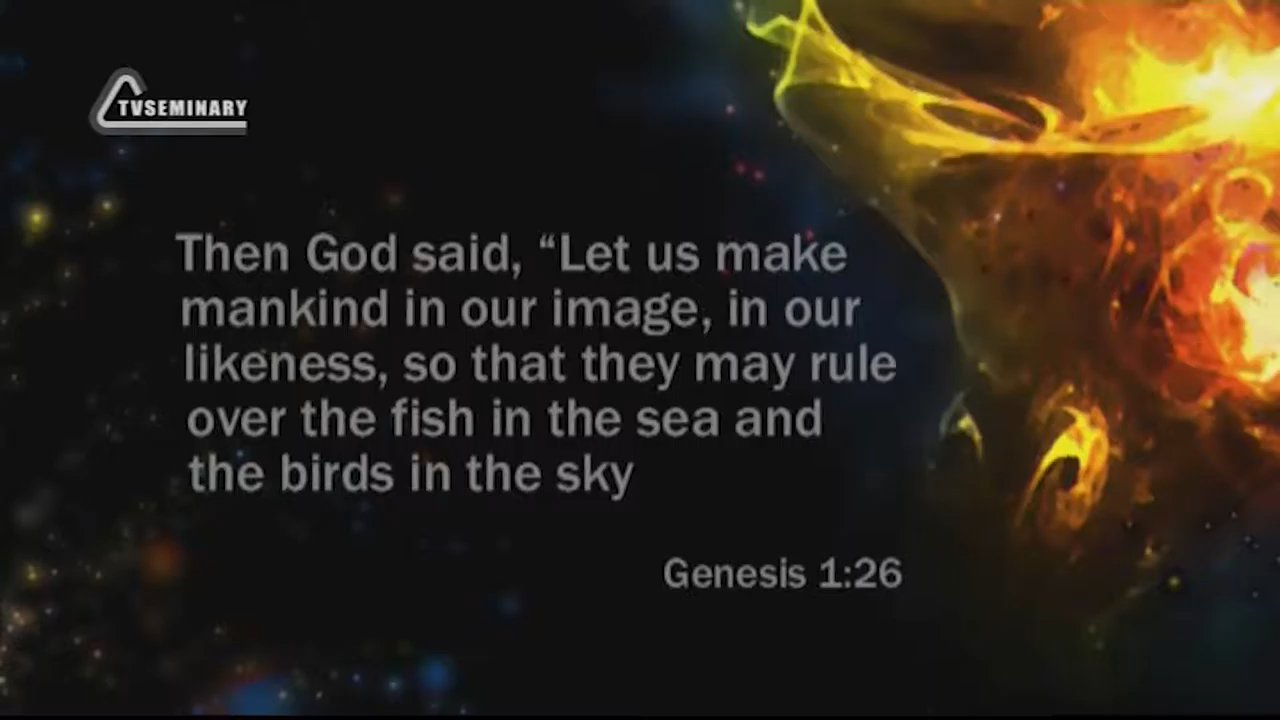 TVSEMINARY
Then God said, “Let us make
mankind in our image, in our
likeness, so that they may rule
over the fish in the sea and
the birds in the sky
Genesis 1:26